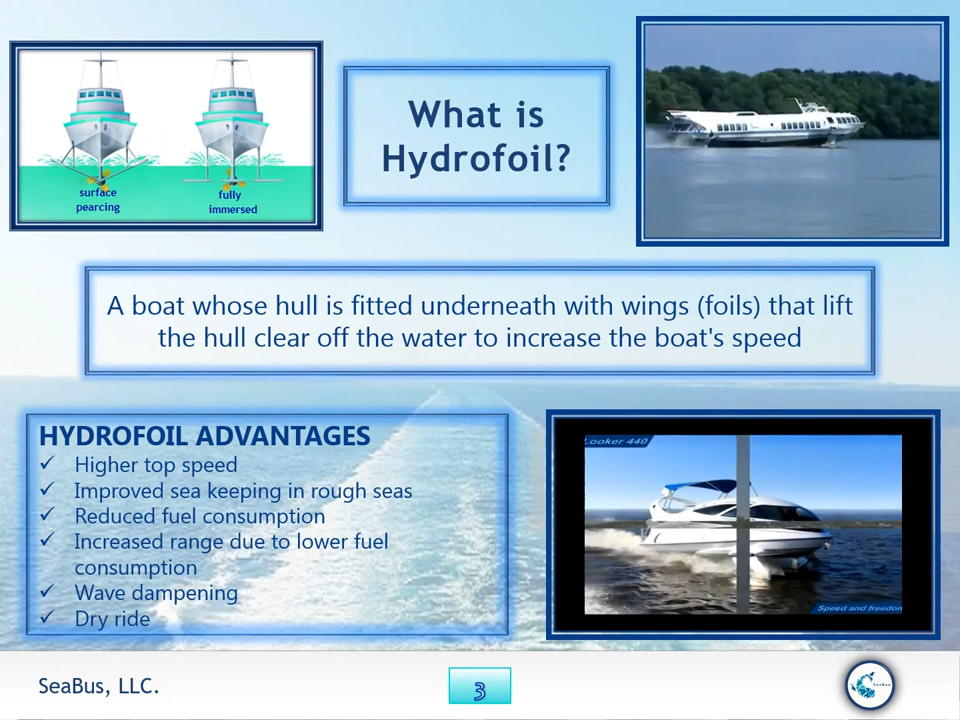 surface
pearcing
fully
immersed
What is
Hydrofoil?
A boat whose hull is fitted underneath with wings (foils) that lift
the hull clear off the water to increase the boat's speed
HYDROFOIL ADVANTAGES
✓ Higher top speed
✓ Improved sea keeping in rough seas
✓ Reduced fuel consumption
✓ Increased range due to lower fuel
consumption
✓ Wave dampening
✓ Dry ride
Looker 440
Speed and freedom
SeaBus, LLC.
3
SeaBus